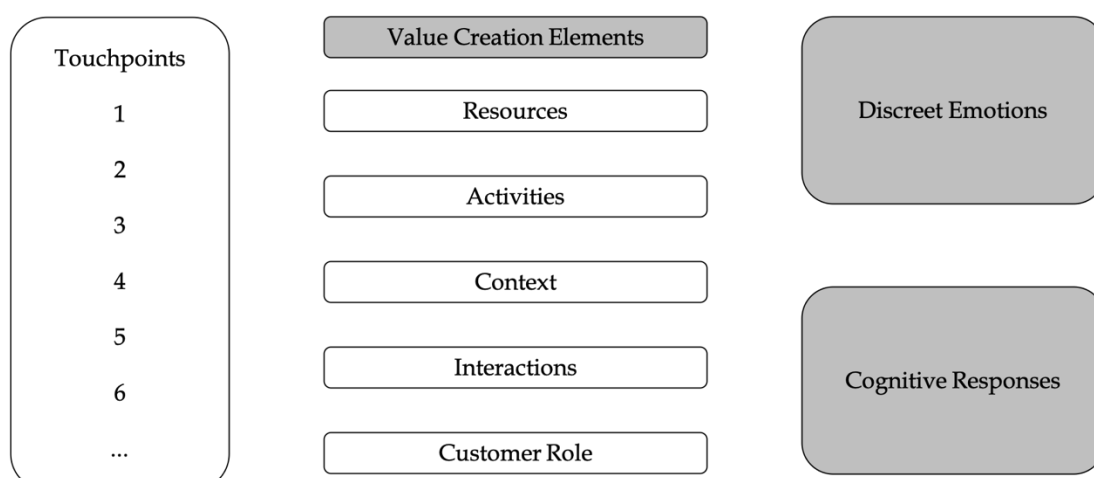 Touchpoints
1
2
3
4
5
6
...
Value Creation Elements
Resources
Activities
Context
Interactions
Customer Role
Discreet Emotions
Cognitive Responses